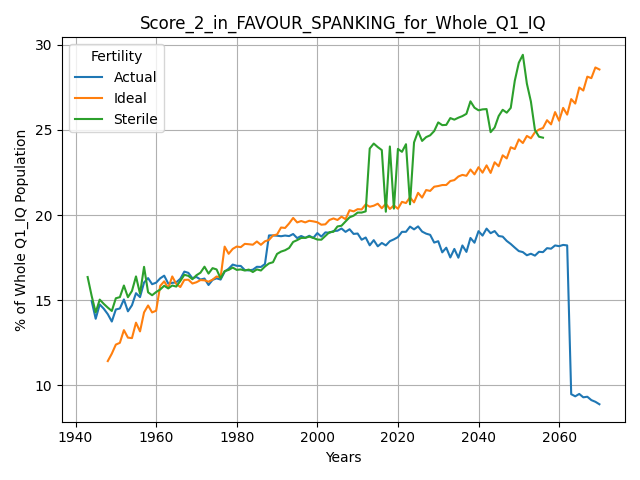 Score_2_in_FAVOUR_SPANKING_for_Whole_Q1_IQ
Fertility
Actual
Ideal
Sterile
% of Whole Q1_IQ Population
30
25
20
15
10
1940 1960 1980 2000 2020 2040 2060
Years